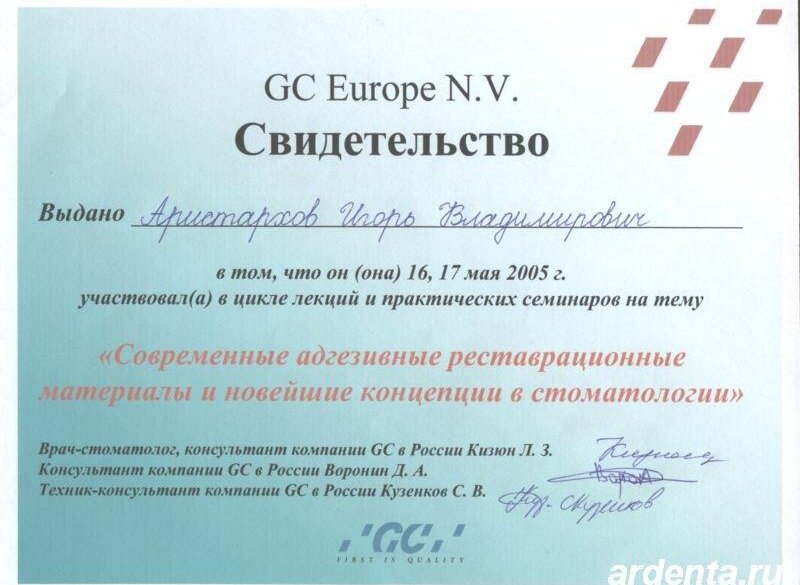 GC Europe N.V.
Свидетельство
Выдано Аристархов Игорь Владимирович
в том, что он (она) 16, 17 мая 2005 г.
участвовал(а) в цикле лекций и практических семинаров на тему
«Современные адгезивные реставрационные
материалы и новейшие концепции в стоматологии»
Врач-стоматолог, консультант компании GC в России Кизюн Л. З.
Консультант компании GC в России Воронин Д. А.
Техник-консультант компании GC в России Кузенков С. В.
GC
FIRST IS QUALITY
ardenta.ru